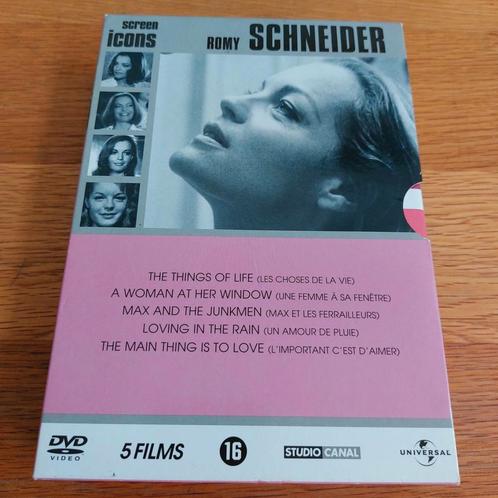 screen
icons
ROMY SCHNEIDER
THE THINGS OF LIFE (LES CHOSES DE LA VIE)
A WOMAN AT HER WINDOW (UNE FEMME À SA FENÊTRE)
MAX AND THE JUNKMEN (MAX ET LES FERRAILLEURS)
LOVING IN THE RAIN (UN AMOUR DE PLUIE)
THE MAIN THING IS TO LOVE (L'IMPORTANT C'EST D'AIMER)
DVD
VIDEO
5 FILMS
16
STUDIO CANAL
UNIVERSAL